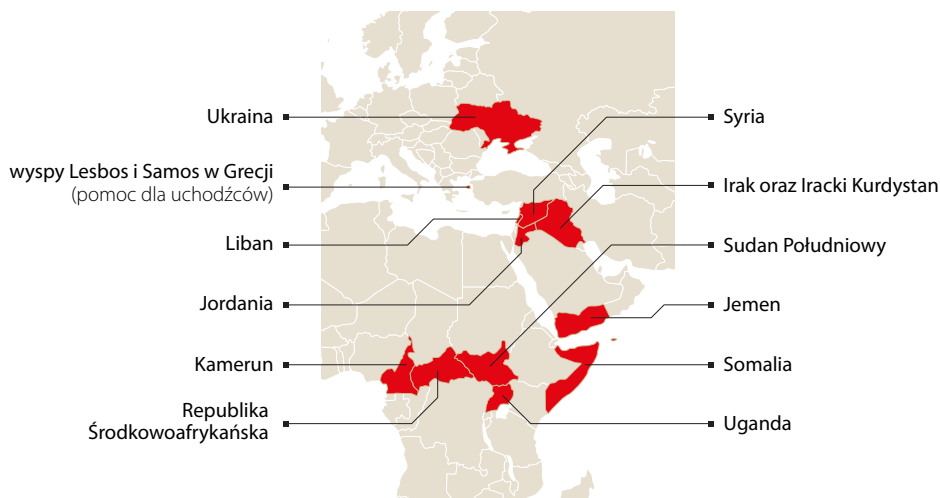 Ukraina
wyspy Lesbos i Samos w Grecji
(pomoc dla uchodźców)
Liban
Jordania
Kamerun
Republika
Środkowoafrykańska
Syria
Irak oraz Iracki Kurdystan
Sudan Południowy
Jemen
Somalia
Uganda